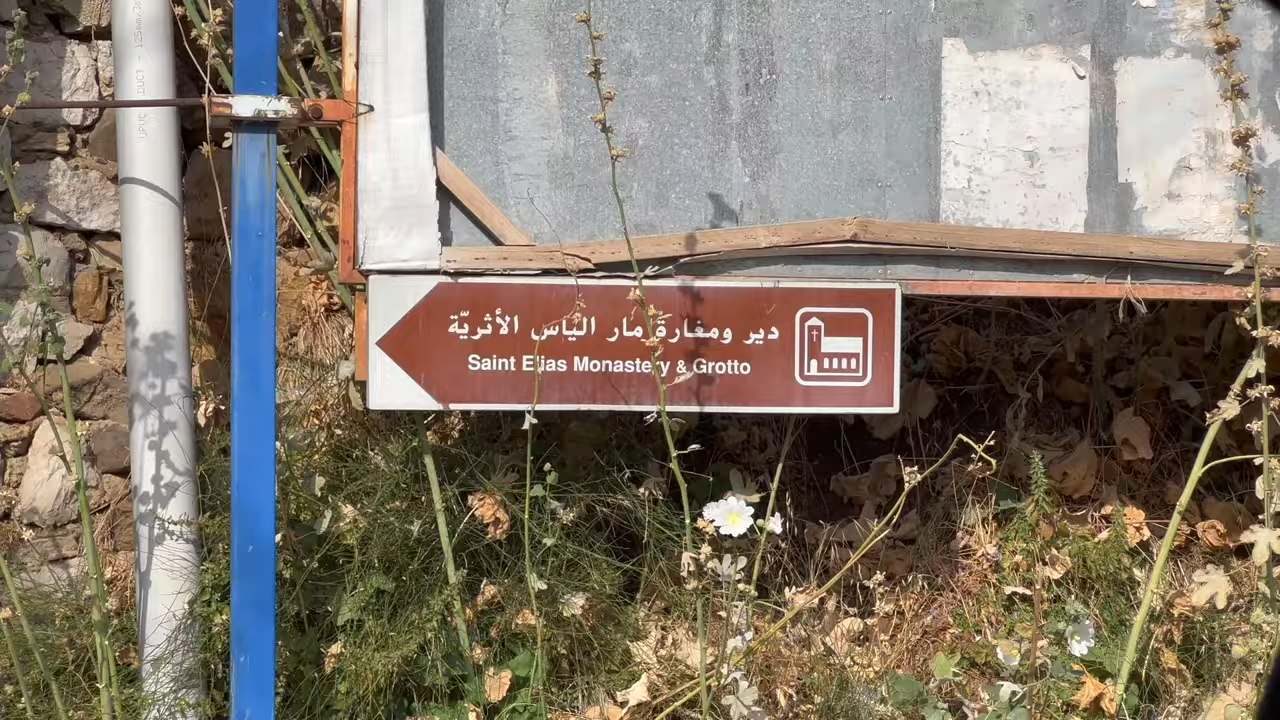 دير ومغارة مار الياس الأثريّة
Saint Elias Monastery & Grotto